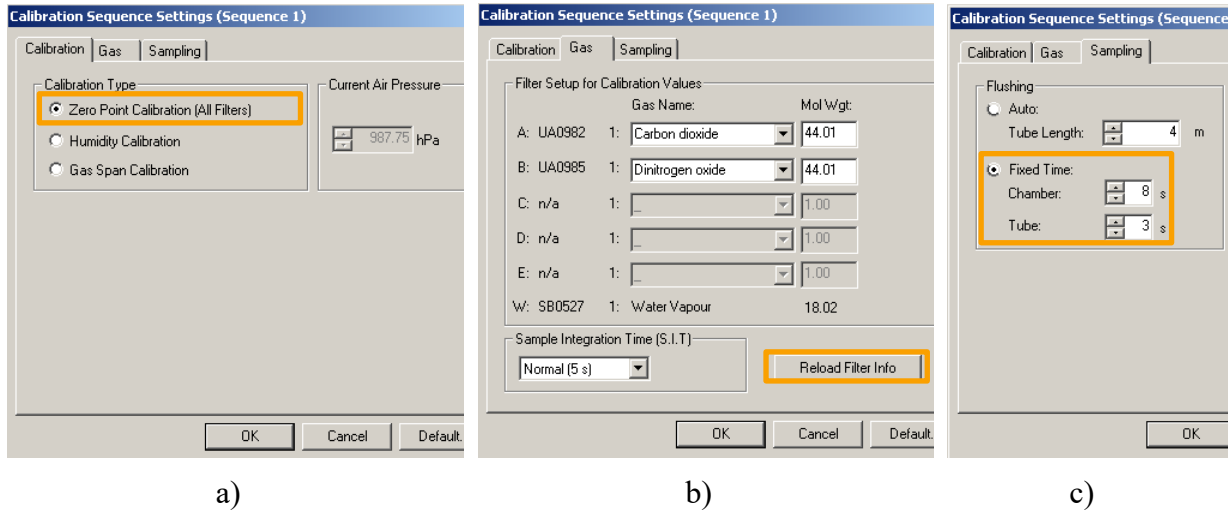 Calibration Sequence Settings (Sequence 1)
Calibration Gas Sampling
Calibration Type
Zero Point Calibration (All Filters)
Humidity Calibration
Gas Span Calibration
Current Air Pressure
987.75 hPa
OK Cancel Default.
a)
Calibration Sequence Settings (Sequence 1)
Calibration Gas Sampling
Filter Setup for Calibration Values
Gas Name: Mol Wgt:
A: UA0982 1: Carbon dioxide 44.01
B: UA0985 1: Dinitrogen oxide 44.01
C: n/a 1: _ 1.00
D: n/a 1: _ 1.00
E: n/a 1: _ 1.00
W: SB0527 1: Water Vapour 18.02
Sample Integration Time (S.I.T)
Normal (5 s)
Reload Filter Info
OK Cancel Default.
b)
Calibration Sequence Settings (Sequence
Calibration Gas Sampling
Flushing
Auto:
Tube Length: 4 m
Fixed Time:
Chamber: 8 s
Tube: 3 s
OK
c)